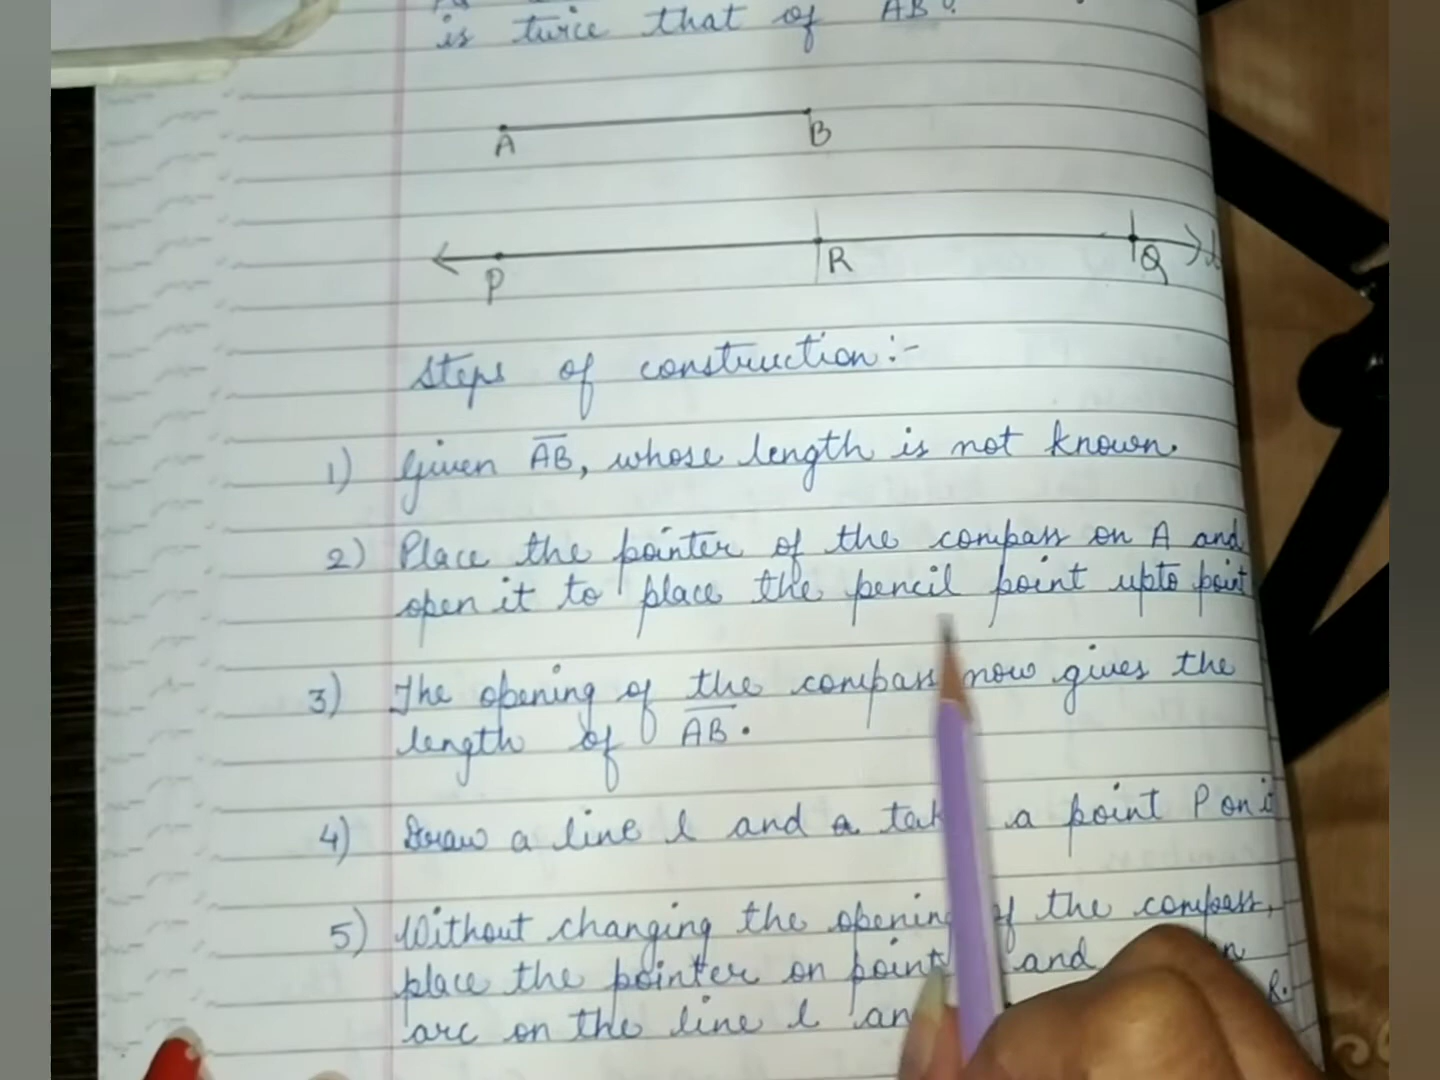 is twice that of AB.
A B
P R Q l
Steps of construction:-
1) Given AB, whose length is not known.
2) Place the pointer of the compass on A and
open it to place the pencil point upto point
3) The opening of the compass now gives the
length of AB.
4) Draw a line l and a take a point P on it
5) Without changing the opening of the compass,
place the pointer on point and
arc on the line l R.